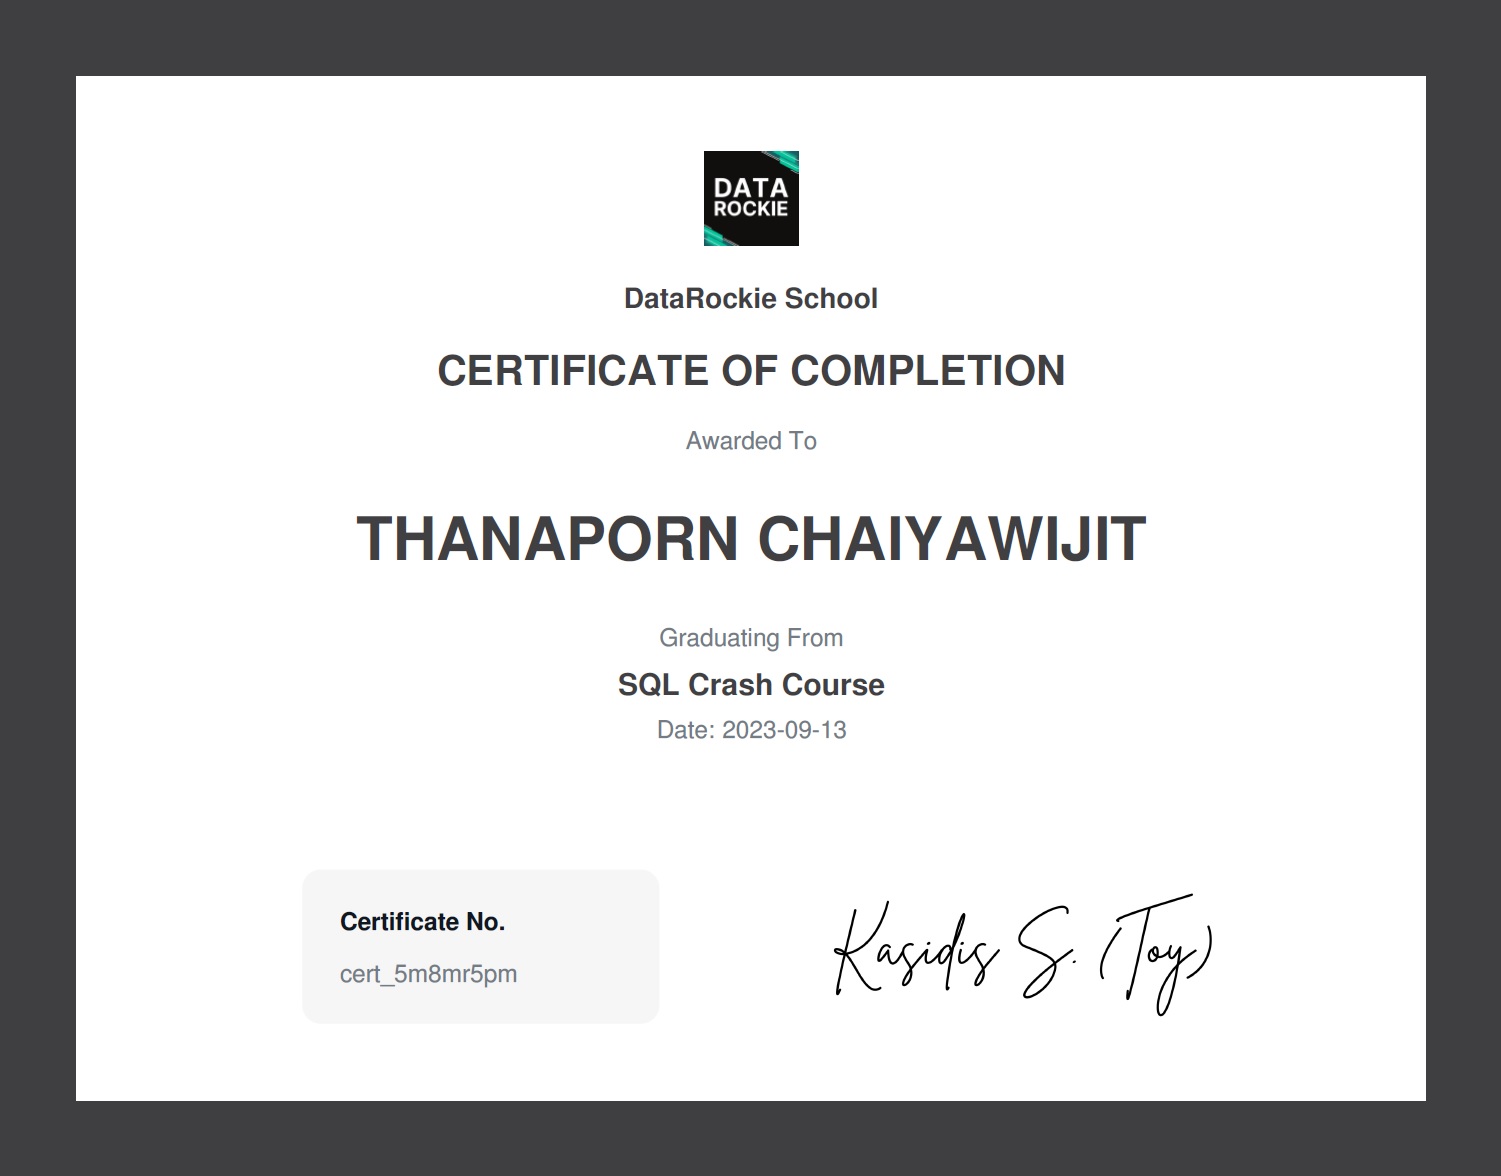 DATA
ROCKIE
DataRockie School
CERTIFICATE OF COMPLETION
Awarded To
THANAPORN CHAIYAWIJIT
Graduating From
SQL Crash Course
Date: 2023-09-13
Certificate No.
cert_5m8mr5pm
Kasidis S. (Toy)